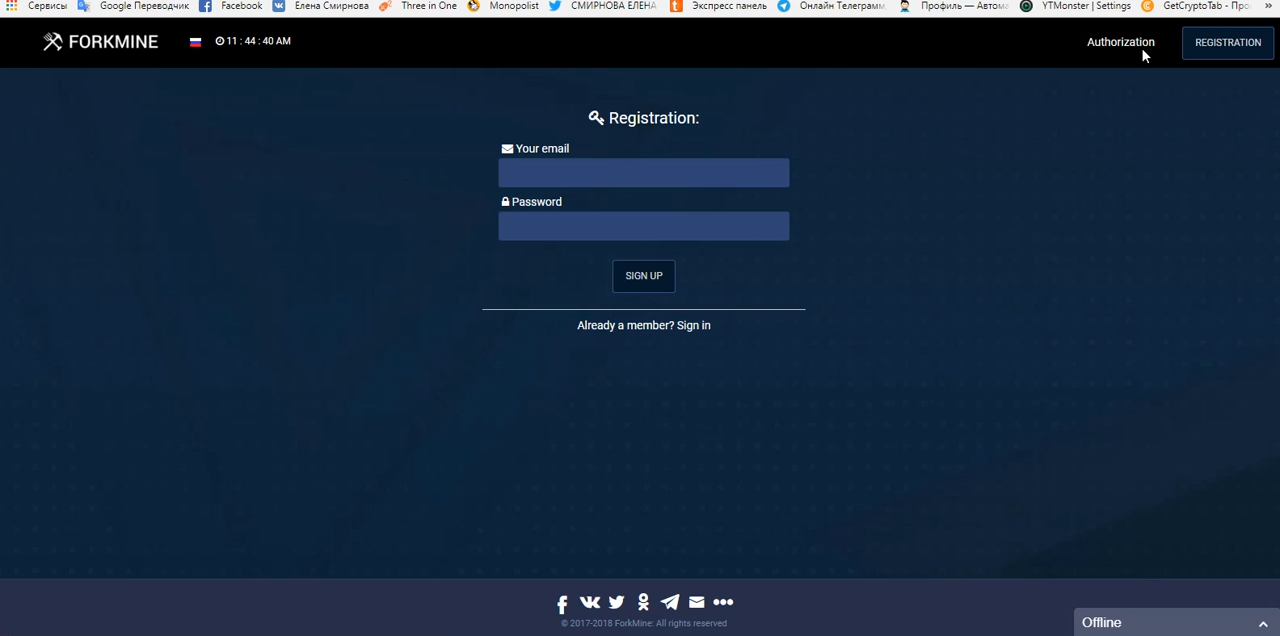 Сервисы Google Переводчик Facebook Елена Смирнова Three in One Monopolist СМИРНОВА ЕЛЕНА Экспресс панель Онлайн Телеграмм. Профиль — Автома YTMonster | Settings GetCryptoTab - Про »
FORKMINE 11 : 44 : 40 AM Authorization REGISTRATION
Registration:
Your email
Password
SIGN UP
Already a member? Sign in
© 2017-2018 ForkMine: All rights reserved
Offline